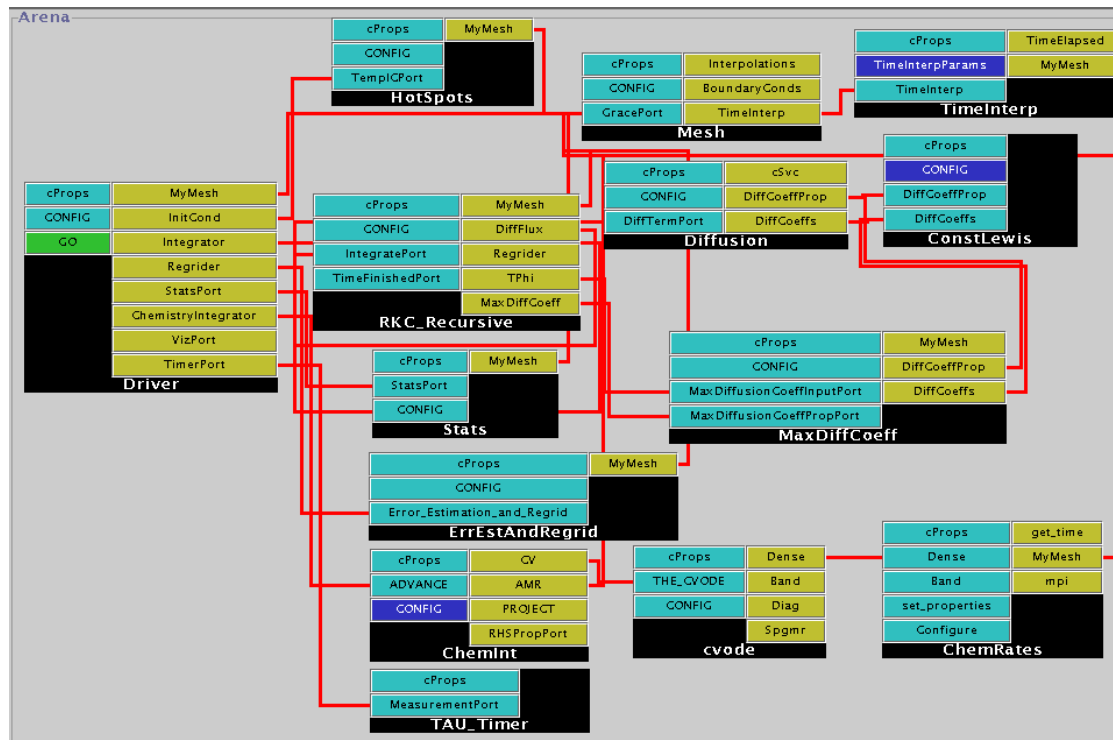 Arena
cProps MyMesh
CONFIG
TempICPort
HotSpots
cProps Interpolations
CONFIG BoundaryConds
GracePort TimeInterp
Mesh
cProps TimeElapsed
TimeInterpParams MyMesh
TimeInterp
TimeInterp
cProps MyMesh
CONFIG InitCond
GO Integrator
Regrider
StatsPort
ChemistryIntegrator
VizPort
TimerPort
Driver
cProps MyMesh
CONFIG DiffFlux
IntegratePort Regrider
TimeFinishedPort TPhi
MaxDiffCoeff
RKC_Recursive
cProps cSvc
CONFIG DiffCoeffProp
DiffTermPort DiffCoeffs
Diffusion
cProps
CONFIG
DiffCoeffProp
DiffCoeffs
ConstLewis
cProps MyMesh
StatsPort
CONFIG
Stats
cProps MyMesh
CONFIG DiffCoeffProp
MaxDiffusionCoeffInputPort DiffCoeffs
MaxDiffusionCoeffPropPort
MaxDiffCoeff
cProps MyMesh
CONFIG
Error_Estimation_and_Regrid
ErrEstAndRegrid
cProps CV
ADVANCE AMR
CONFIG PROJECT
RHSPropPort
ChemInt
cProps Dense
THE_CVODE Band
CONFIG Diag
Spgmr
cvode
cProps get_time
Dense MyMesh
Band mpi
set_properties
Configure
ChemRates
cProps
MeasurementPort
TAU_Timer